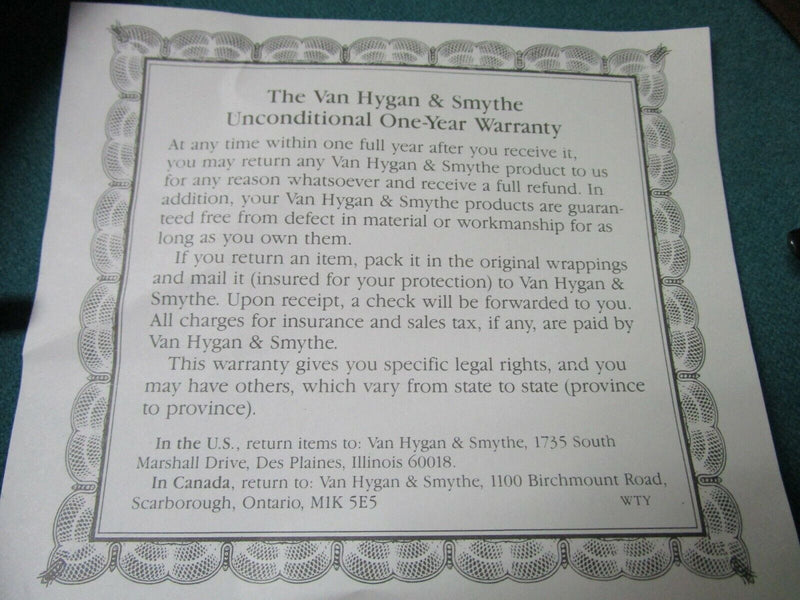 The Van Hygan & Smythe
Unconditional One-Year Warranty
At any time within one full year after you receive it,
you may return any Van Hygan & Smythe product to us
for any reason whatsoever and receive a full refund. In
addition, your Van Hygan & Smythe products are guaran-
teed free from defect in material or workmanship for as
long as you own them.
If you return an item, pack it in the original wrappings
and mail it (insured for your protection) to Van Hygan &
Smythe. Upon receipt, a check will be forwarded to you.
All charges for insurance and sales tax, if any, are paid by
Van Hygan & Smythe.
This warranty gives you specific legal rights, and you
may have others, which vary from state to state (province
to province).
In the U.S., return items to: Van Hygan & Smythe, 1735 South
Marshall Drive, Des Plaines, Illinois 60018.
In Canada, return to: Van Hygan & Smythe, 1100 Birchmount Road,
Scarborough, Ontario, M1K 5E5 WTY